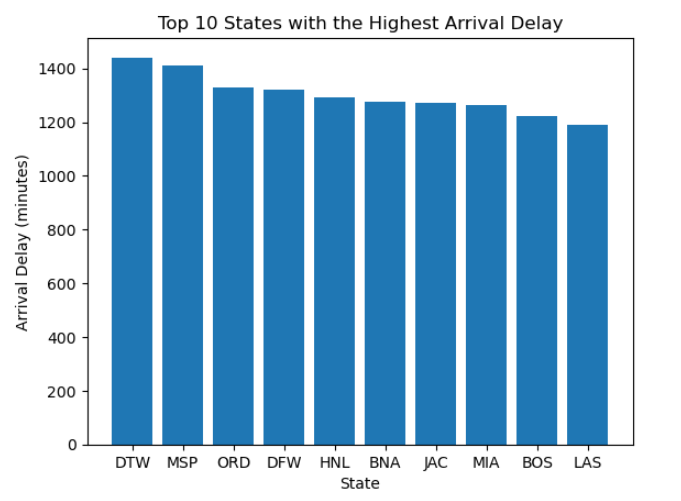 Top 10 States with the Highest Arrival Delay
Arrival Delay (minutes)
1400
1200
1000
800
600
400
200
0
DTW MSP ORD DFW HNL BNA JAC MIA BOS LAS
State